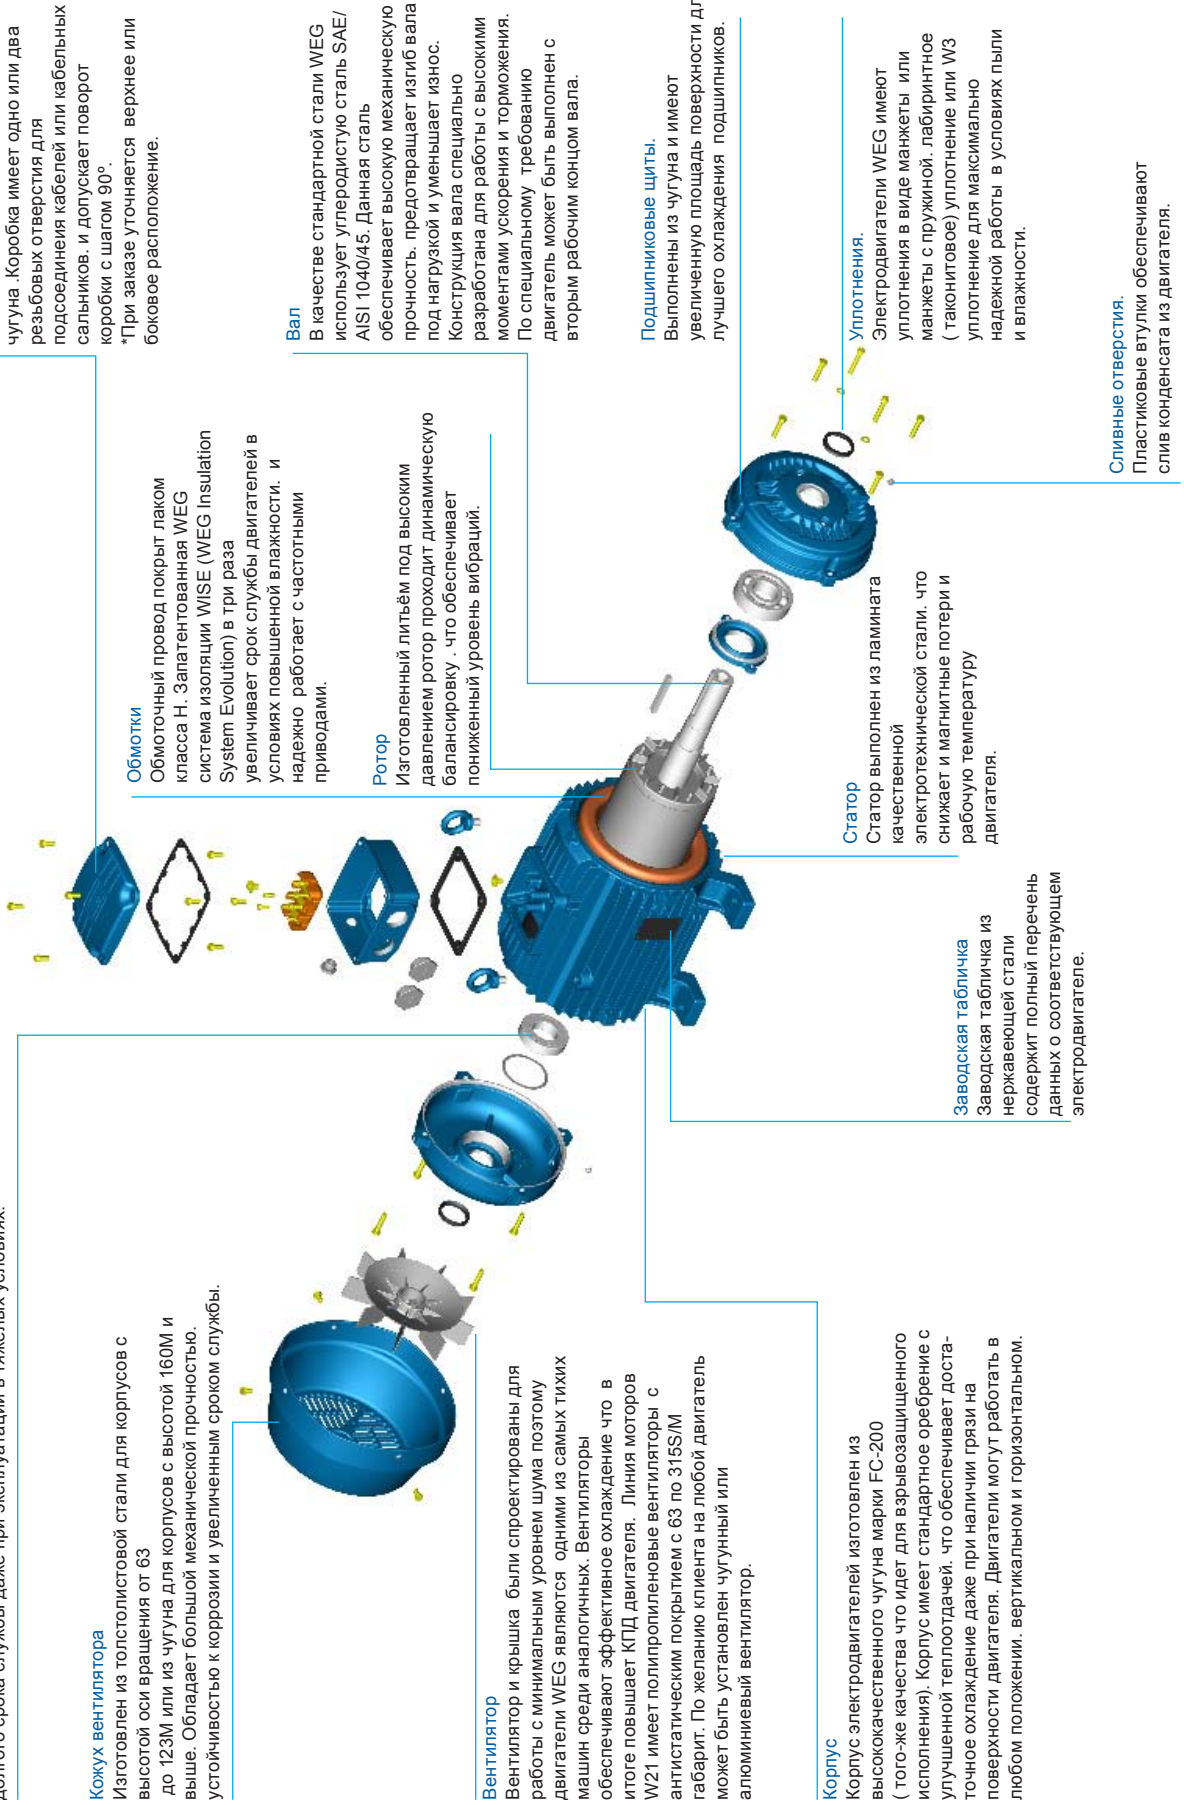 долгого срока службы даже при эксплуатации в тяжелых условиях.
Кожух вентилятора
Изготовлен из толстолистовой стали для корпусов с
высотой оси вращения от 63
до 123М или из чугуна для корпусов с высотой 160М и
выше. Обладает большой механической прочностью.
устойчивостью к коррозии и увеличенным сроком службы.
Вентилятор
Вентилятор и крышка были спроектированы для
работы с минимальным уровнем шума поэтому
двигатели WEG являются одними из самых тихих
машин среди аналогичных. Вентиляторы
обеспечивают эффективное охлаждение что в
итоге повышает КПД двигателя. Линия моторов
W21 имеет полипропиленовые вентиляторы с
антистатическим покрытием с 63 по 315S/M
габарит. По желанию клиента на любой двигатель
может быть установлен чугунный или
алюминиевый вентилятор.
Корпус
Корпус электродвигателей изготовлен из
высококачественного чугуна марки FC-200
( того-же качества что идет для взрывозащищенного
исполнения). Корпус имеет стандартное оребрение с
улучшенной теплоотдачей. что обеспечивает доста-
точное охлаждение даже при наличии грязи на
поверхности двигателя. Двигатели могут работать в
любом положении. вертикальном и горизонтальном.
Заводская табличка
Заводская табличка из
нержавеющей стали
содержит полный перечень
данных о соответствующем
электродвигателе.
Обмотки
Обмоточный провод покрыт лаком
класса Н. Запатентованная WEG
система изоляции WISE (WEG Insulation
System Evolution) в три раза
увеличивает срок службы двигателей в
условиях повышенной влажности. и
надежно работает с частотными
приводами.
Ротор
Изготовленный литьём под высоким
давлением ротор проходит динамическую
балансировку . что обеспечивает
пониженный уровень вибраций.
Статор
Статор выполнен из ламината
качественной
электротехнической стали. что
снижает и магнитные потери и
рабочую температуру
двигателя.
чугуна .Коробка имеет одно или два
резьбовых отверстия для
подсоединеия кабелей или кабельных
сальников. и допускает поворот
коробки с шагом 90°.
*При заказе уточняется верхнее или
боковое расположение.
Вал
В качестве стандартной стали WEG
использует углеродистую сталь SAE/
AISI 1040/45. Данная сталь
обеспечивает высокую механическую
прочность. предотвращает изгиб вала
под нагрузкой и уменьшает износ.
Конструкция вала специально
разработана для работы с высокими
моментами ускорения и торможения.
По специальному требованию
двигатель может быть выполнен с
вторым рабочим концом вала.
Подшипниковые щиты.
Выполнены из чугуна и имеют
увеличенную площадь поверхности дл
лучшего охлаждения подшипников.
Уплотнения.
Электродвигатели WEG имеют
уплотнения в виде манжеты или
манжеты с пружиной. лабиринтное
( таконитовое) уплотнение или W3
уплотнение для максимально
надежной работы в условиях пыли
и влажности.
Сливные отверстия.
Пластиковые втулки обеспечивают
слив конденсата из двигателя.